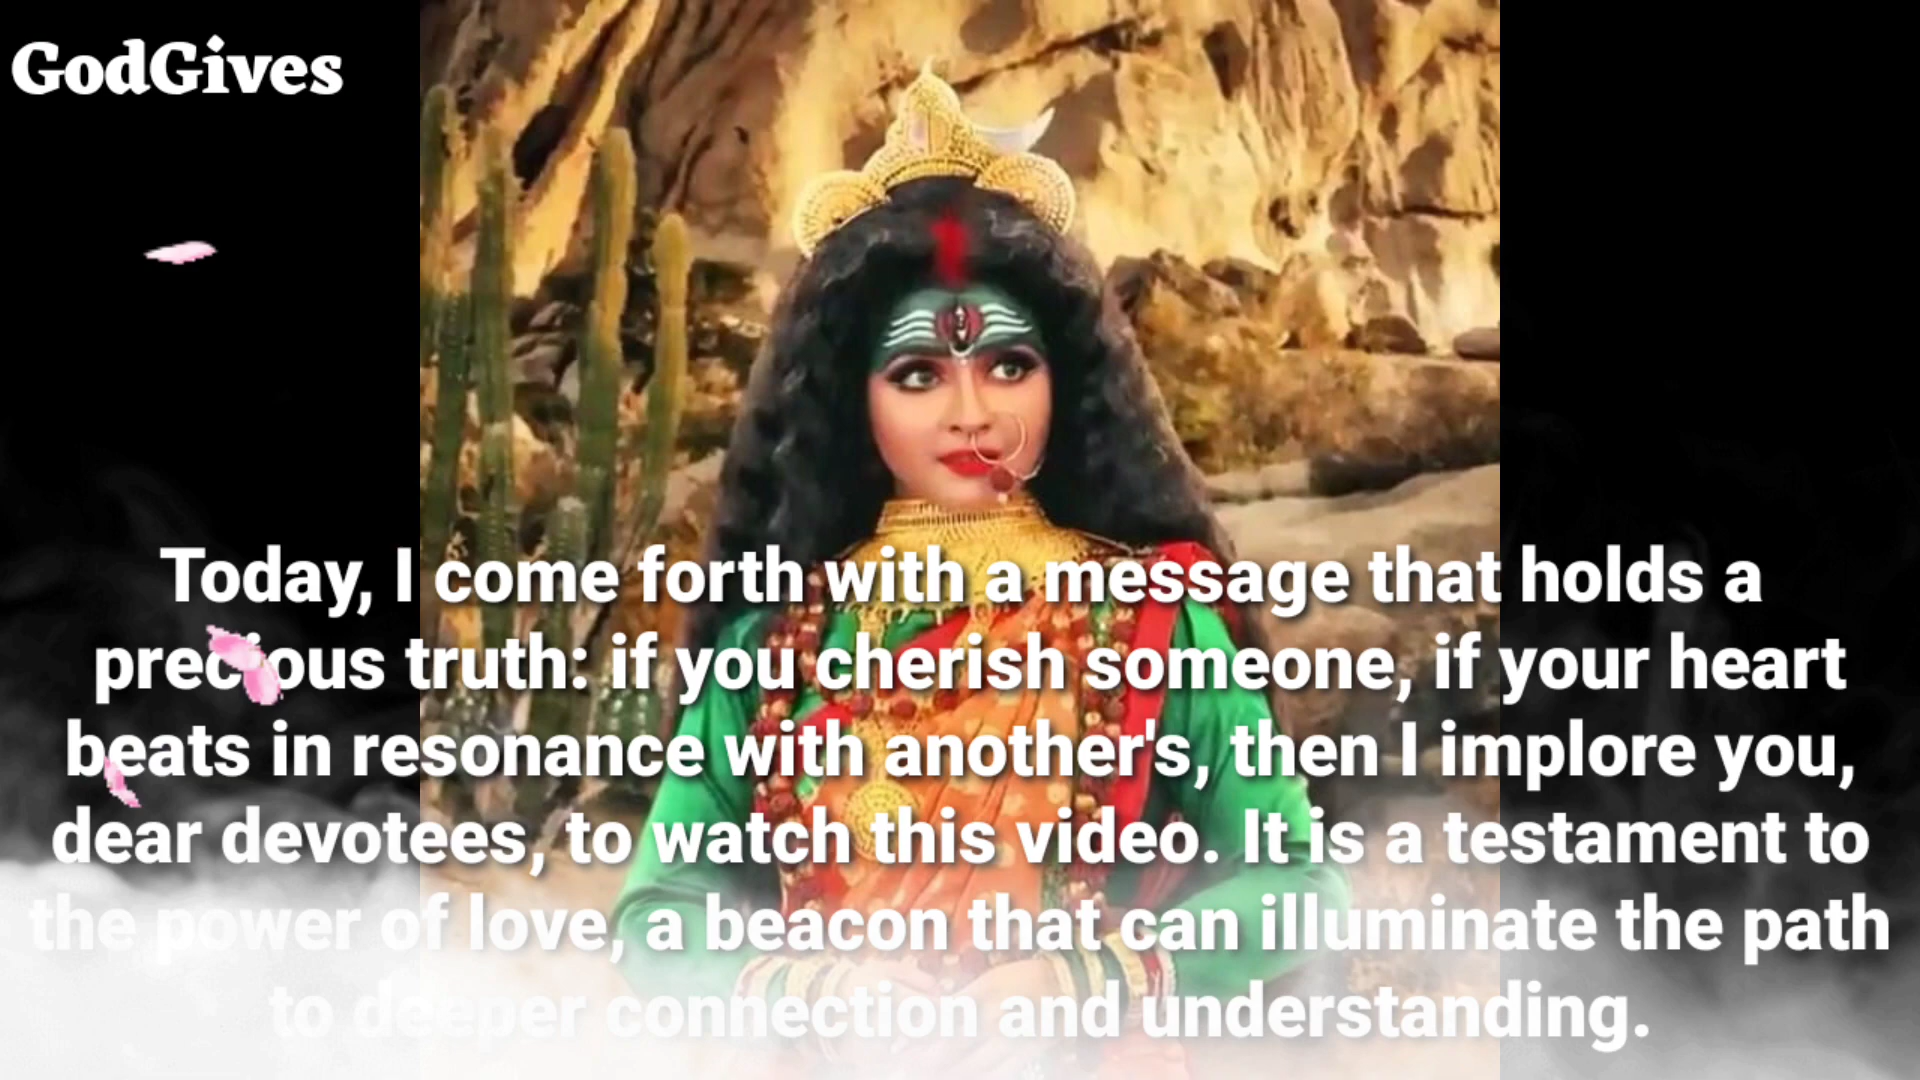 GodGives
Today, I come forth with a message that holds a
precious truth: if you cherish someone, if your heart
beats in resonance with another's, then I implore you,
dear devotees, to watch this video. It is a testament to
the power of love, a beacon that can illuminate the path
to deeper connection and understanding.